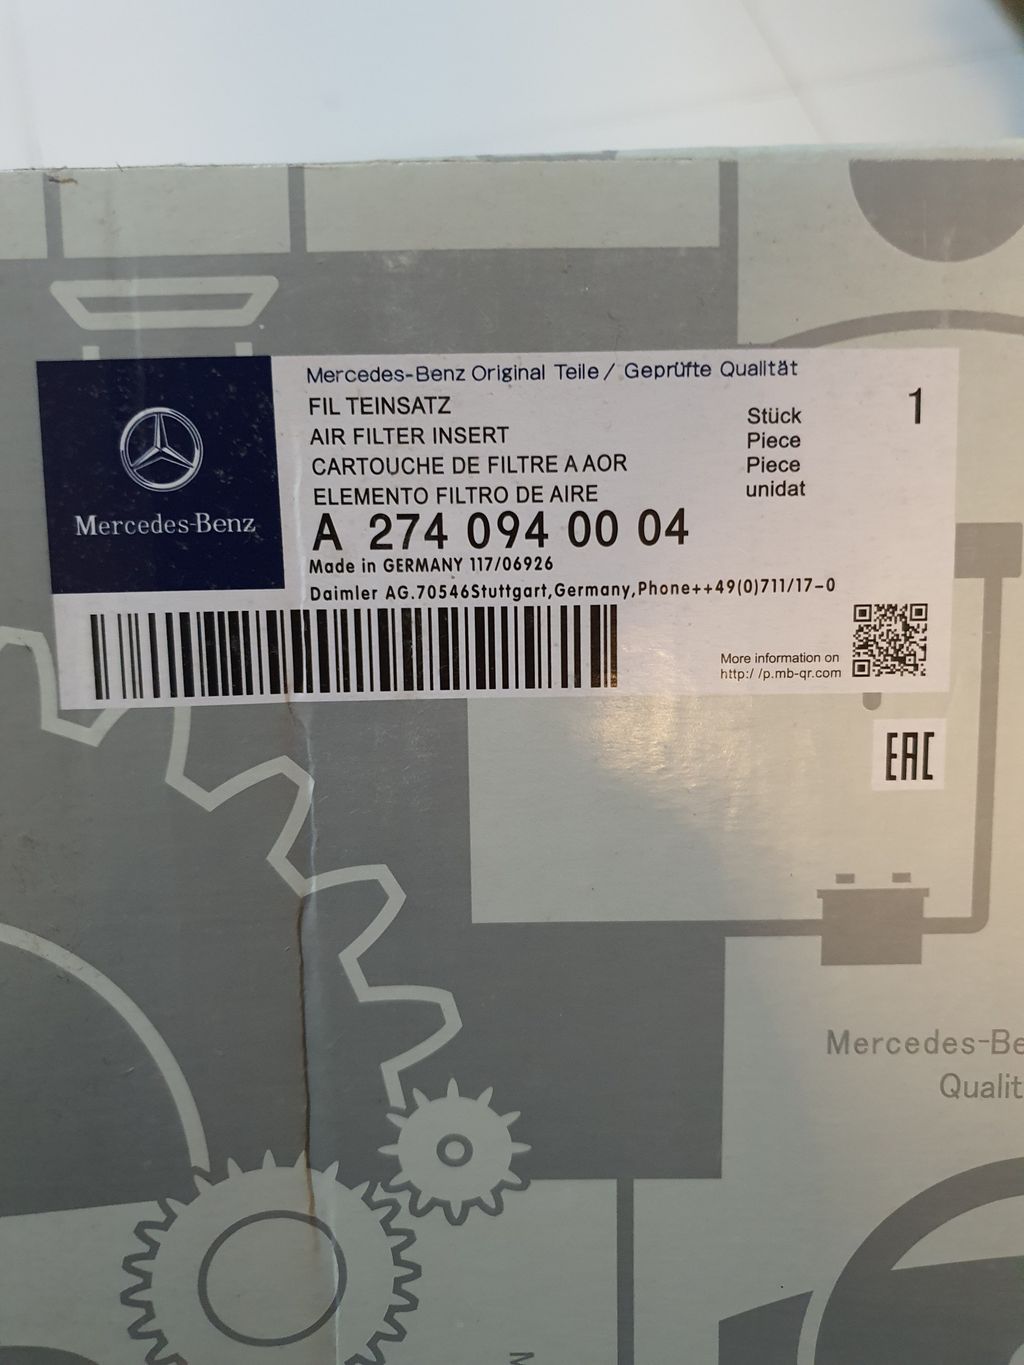 Mercedes-Benz
Mercedes-Benz Original Teile / Geprüfte Qualität
FIL TEINSATZ
AIR FILTER INSERT
CARTOUCHE DE FILTRE A AOR
ELEMENTO FILTRO DE AIRE
Stück
Piece
Piece
unidat
1
A 274 094 00 04
Made in GERMANY 117/06926
Daimler AG.70546Stuttgart,Germany,Phone++49(0)711/17-0
More information on
http:/ /p.mb-qr.com
EAC
Mercedes-Be
Qualit
M